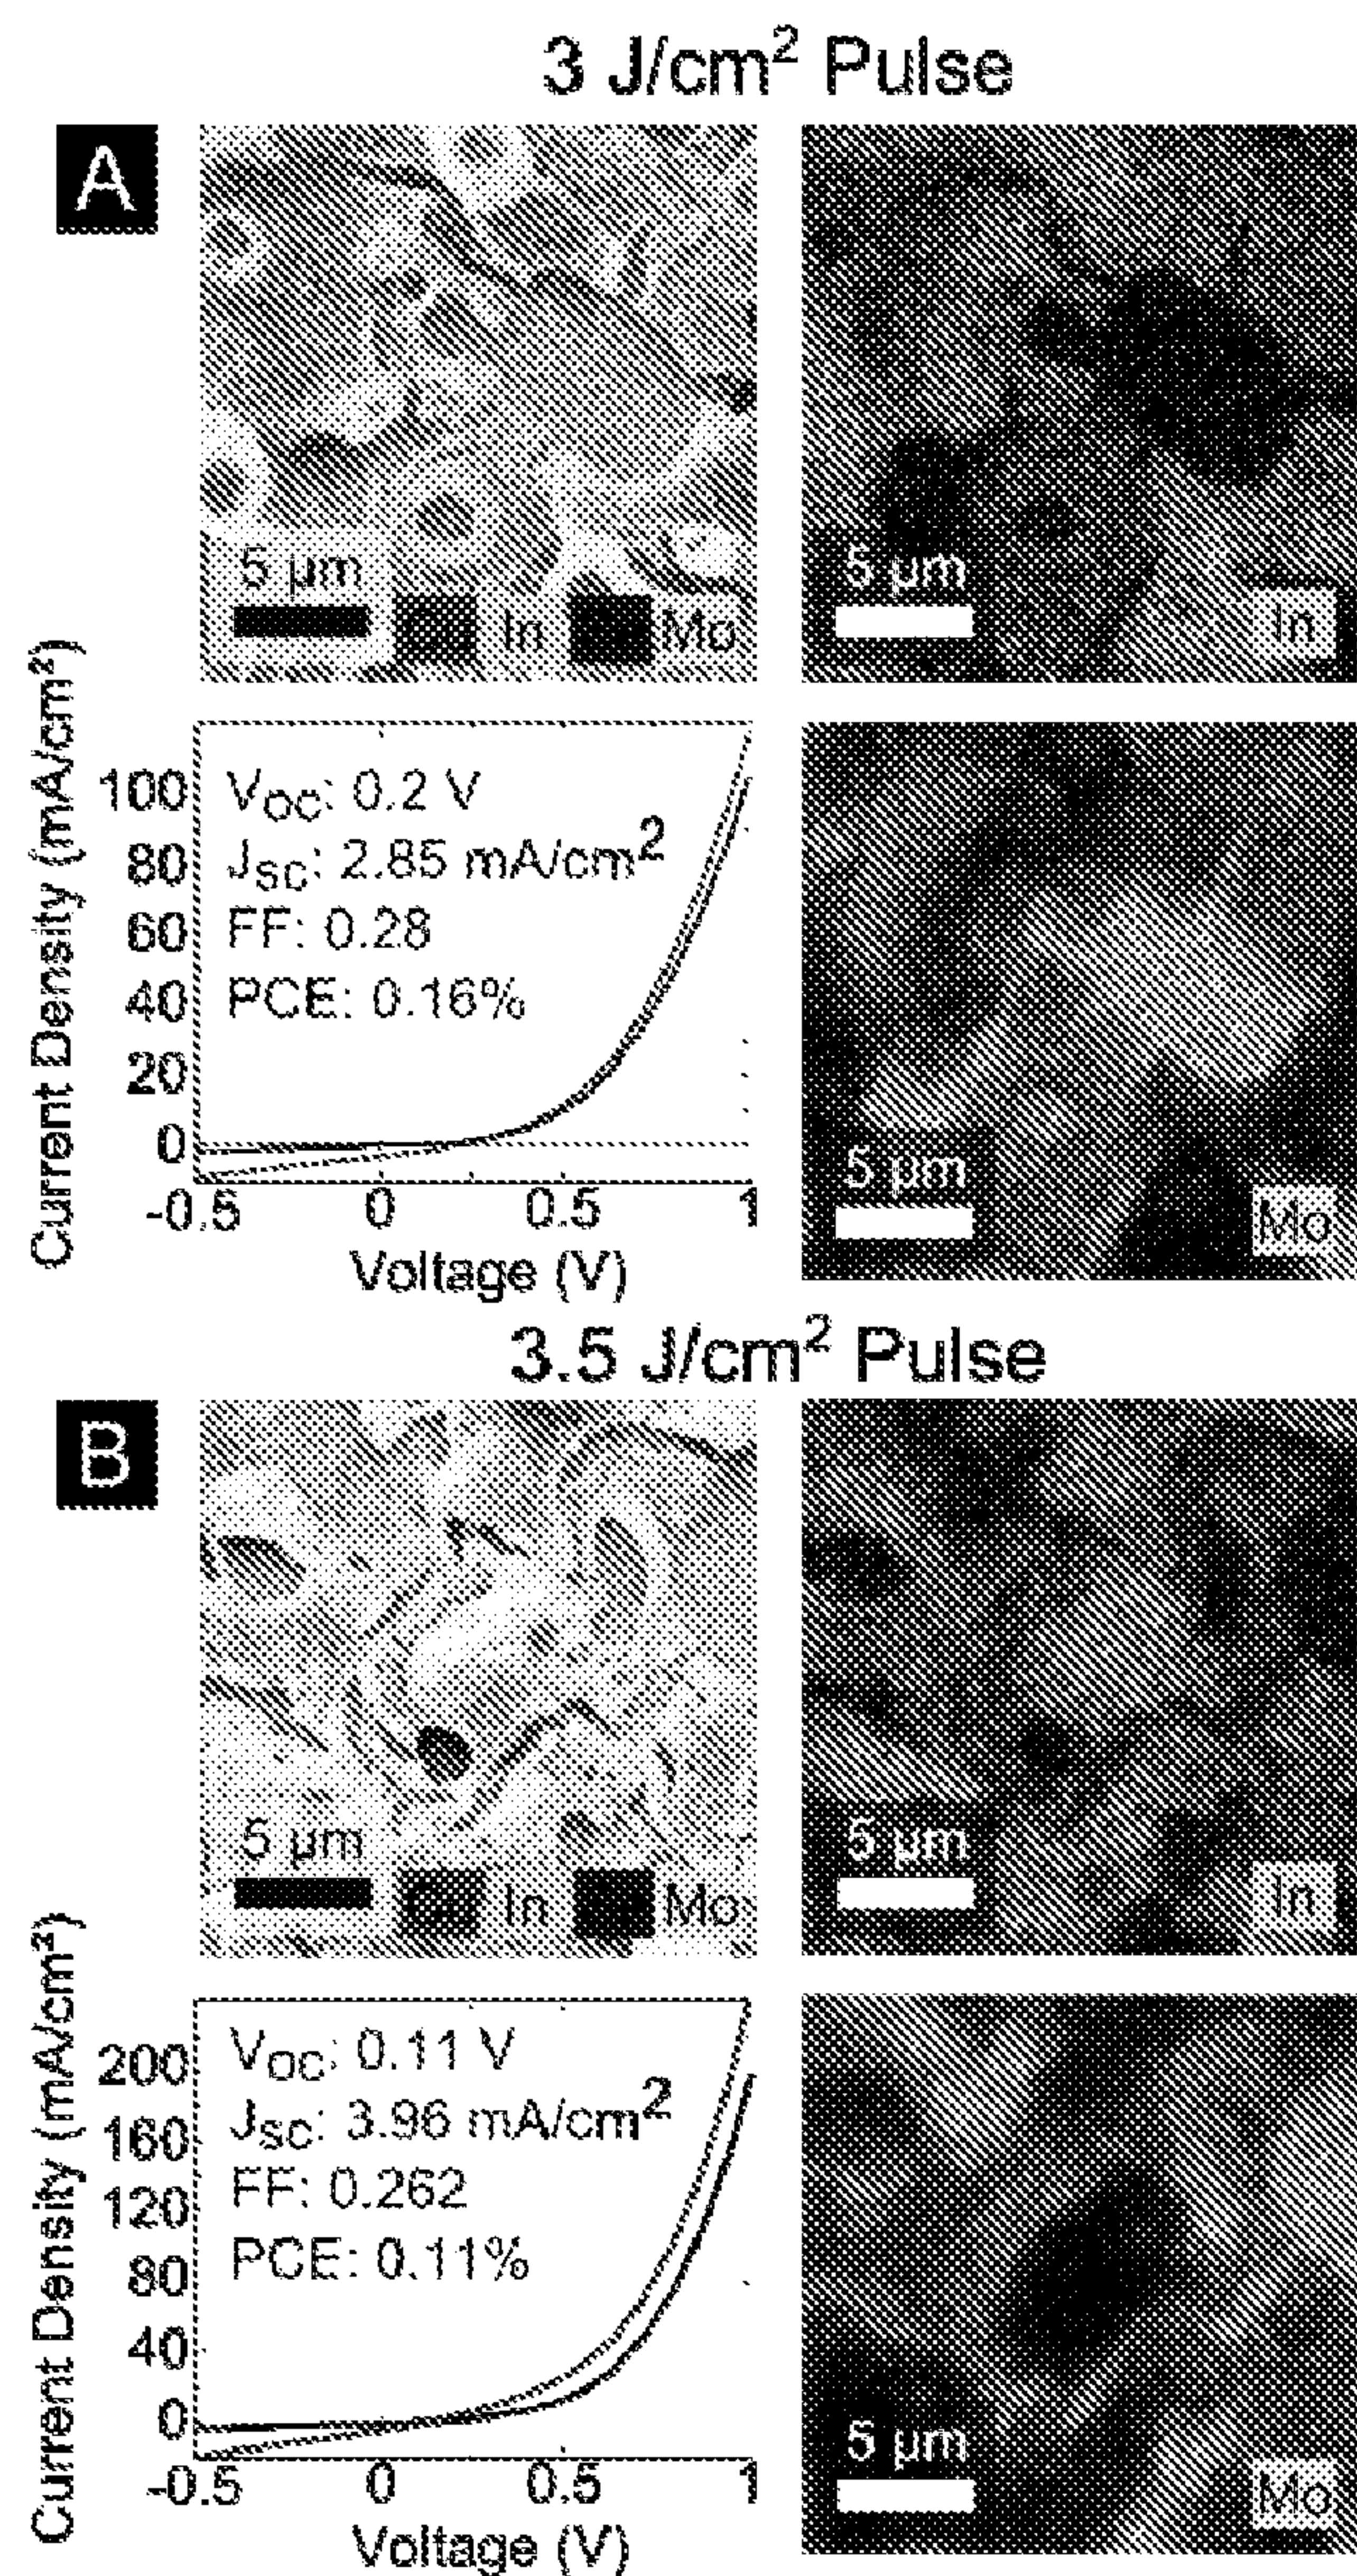 3 J/cm² Pulse
A
5 µm
In
Mo
5 µm
In
Current Density (mA/cm²)
100
80
60
40
20
0
V_OC: 0.2 V
J_SC: 2.85 mA/cm²
FF: 0.28
PCE: 0.16%
-0.5
0
0.5
1
Voltage (V)
5 µm
Mo
3.5 J/cm² Pulse
B
5 µm
In
Mo
5 µm
In
Current Density (mA/cm²)
200
160
120
80
40
0
V_OC: 0.11 V
J_SC: 3.96 mA/cm²
FF: 0.262
PCE: 0.11%
-0.5
0
0.5
1
Voltage (V)
5 µm
Mo